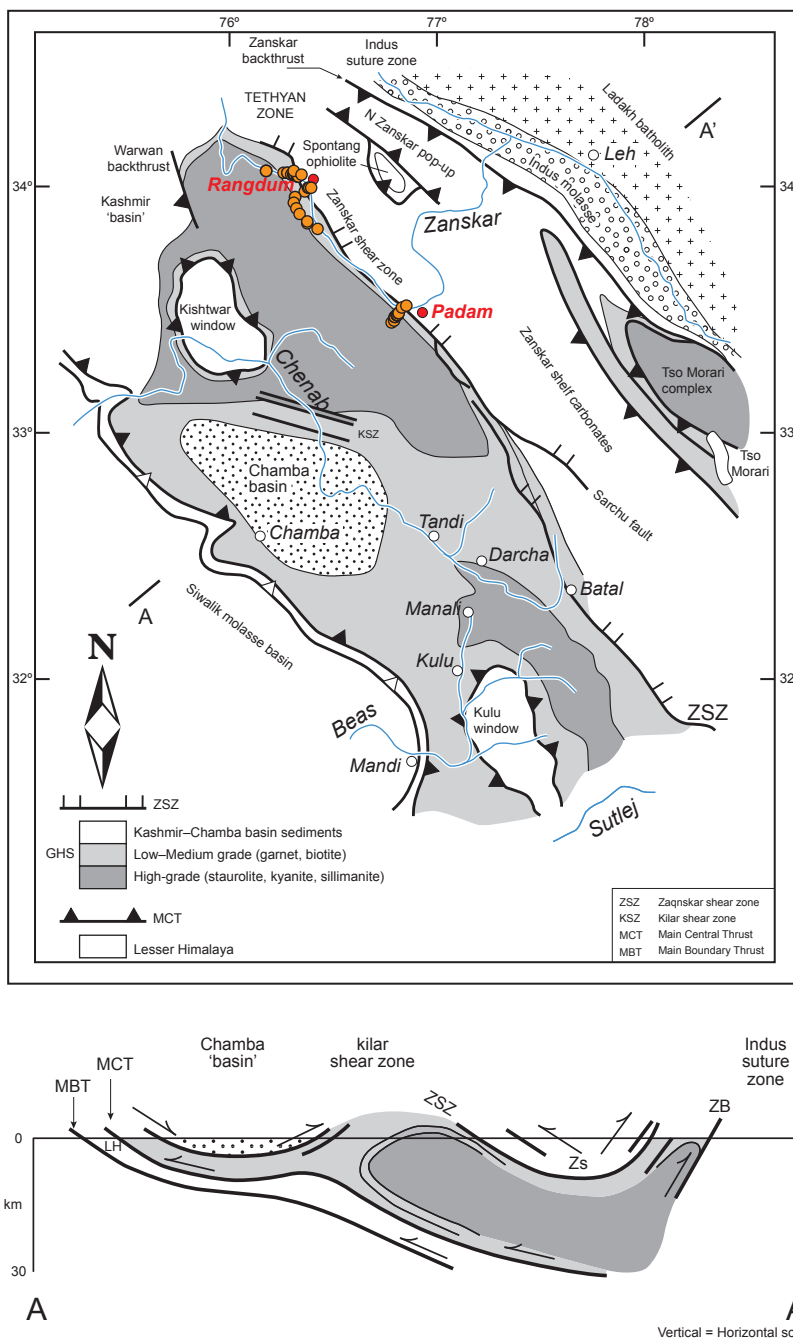 76º 77º 78º
Zanskar
backthrust
Indus
suture zone
TETHYAN
ZONE
Ladakh batholith
A'
N Zanskar pop-up
Warwan
backthrust
Spontang
ophiolite
Leh
Indus molasse
34º
34
Rangdum
Kashmir
'basin'
Zanskar
Zanskar shear zone
Kishtwar
window
Padam
Chenab
Zanskar shelf carbonates
Tso Morari
complex
33º
33
KSZ
Chamba
basin
Tso
Morari
Sarchu fault
Tandi
Chamba
Darcha
Batal
A
Manali
Siwalik molasse basin
N
Kulu
32º
32
Beas
Kulu
window
ZSZ
Mandi
Sutlej
ZSZ
Kashmir–Chamba basin sediments
GHS Low–Medium grade (garnet, biotite)
High-grade (staurolite, kyanite, sillimanite)
MCT
Lesser Himalaya
ZSZ Zaqnskar shear zone
KSZ Kilar shear zone
MCT Main Central Thrust
MBT Main Boundary Thrust
Chamba
'basin'
kilar
shear zone
Indus
suture
zone
MCT
MBT
ZSZ
ZB
0
LH
Zs
km
30
A
Vertical = Horizontal